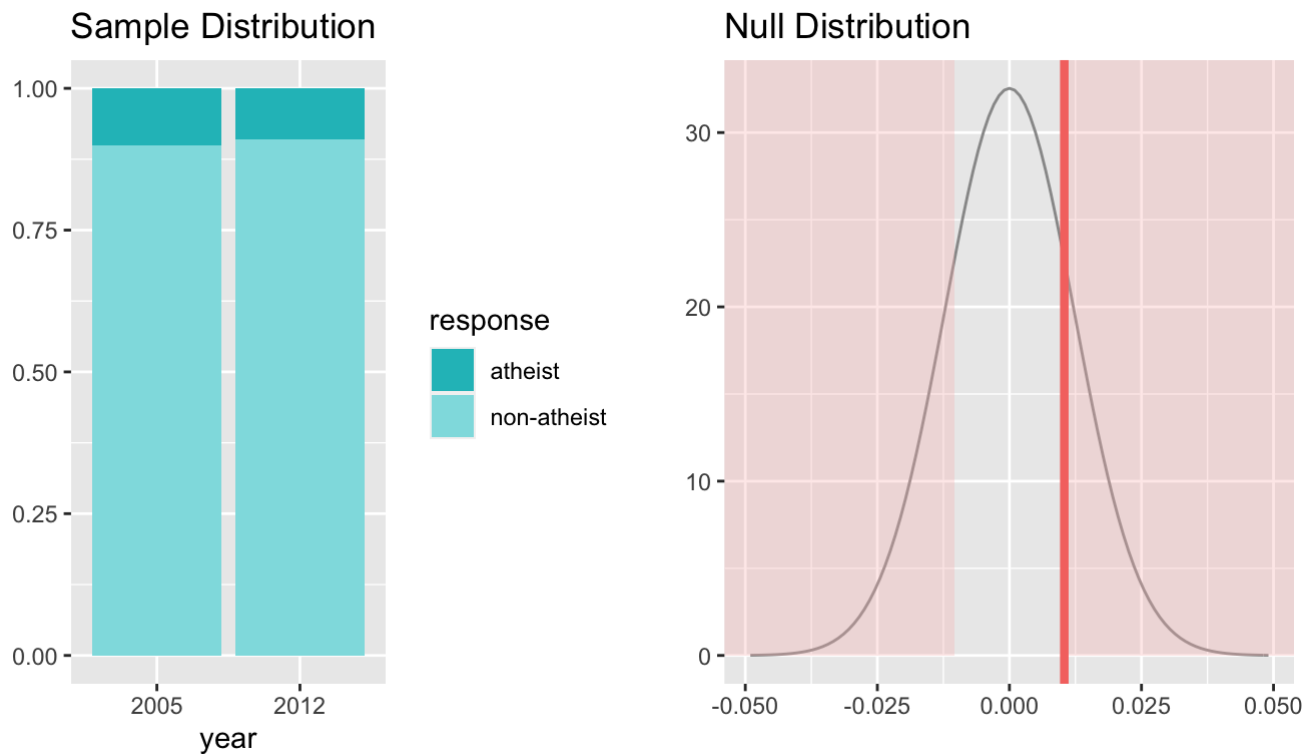 Sample Distribution
1.00
0.75
0.50
0.25
0.00
2005 2012
year
response
atheist
non-atheist
Null Distribution
30
20
10
0
-0.050 -0.025 0.000 0.025 0.050